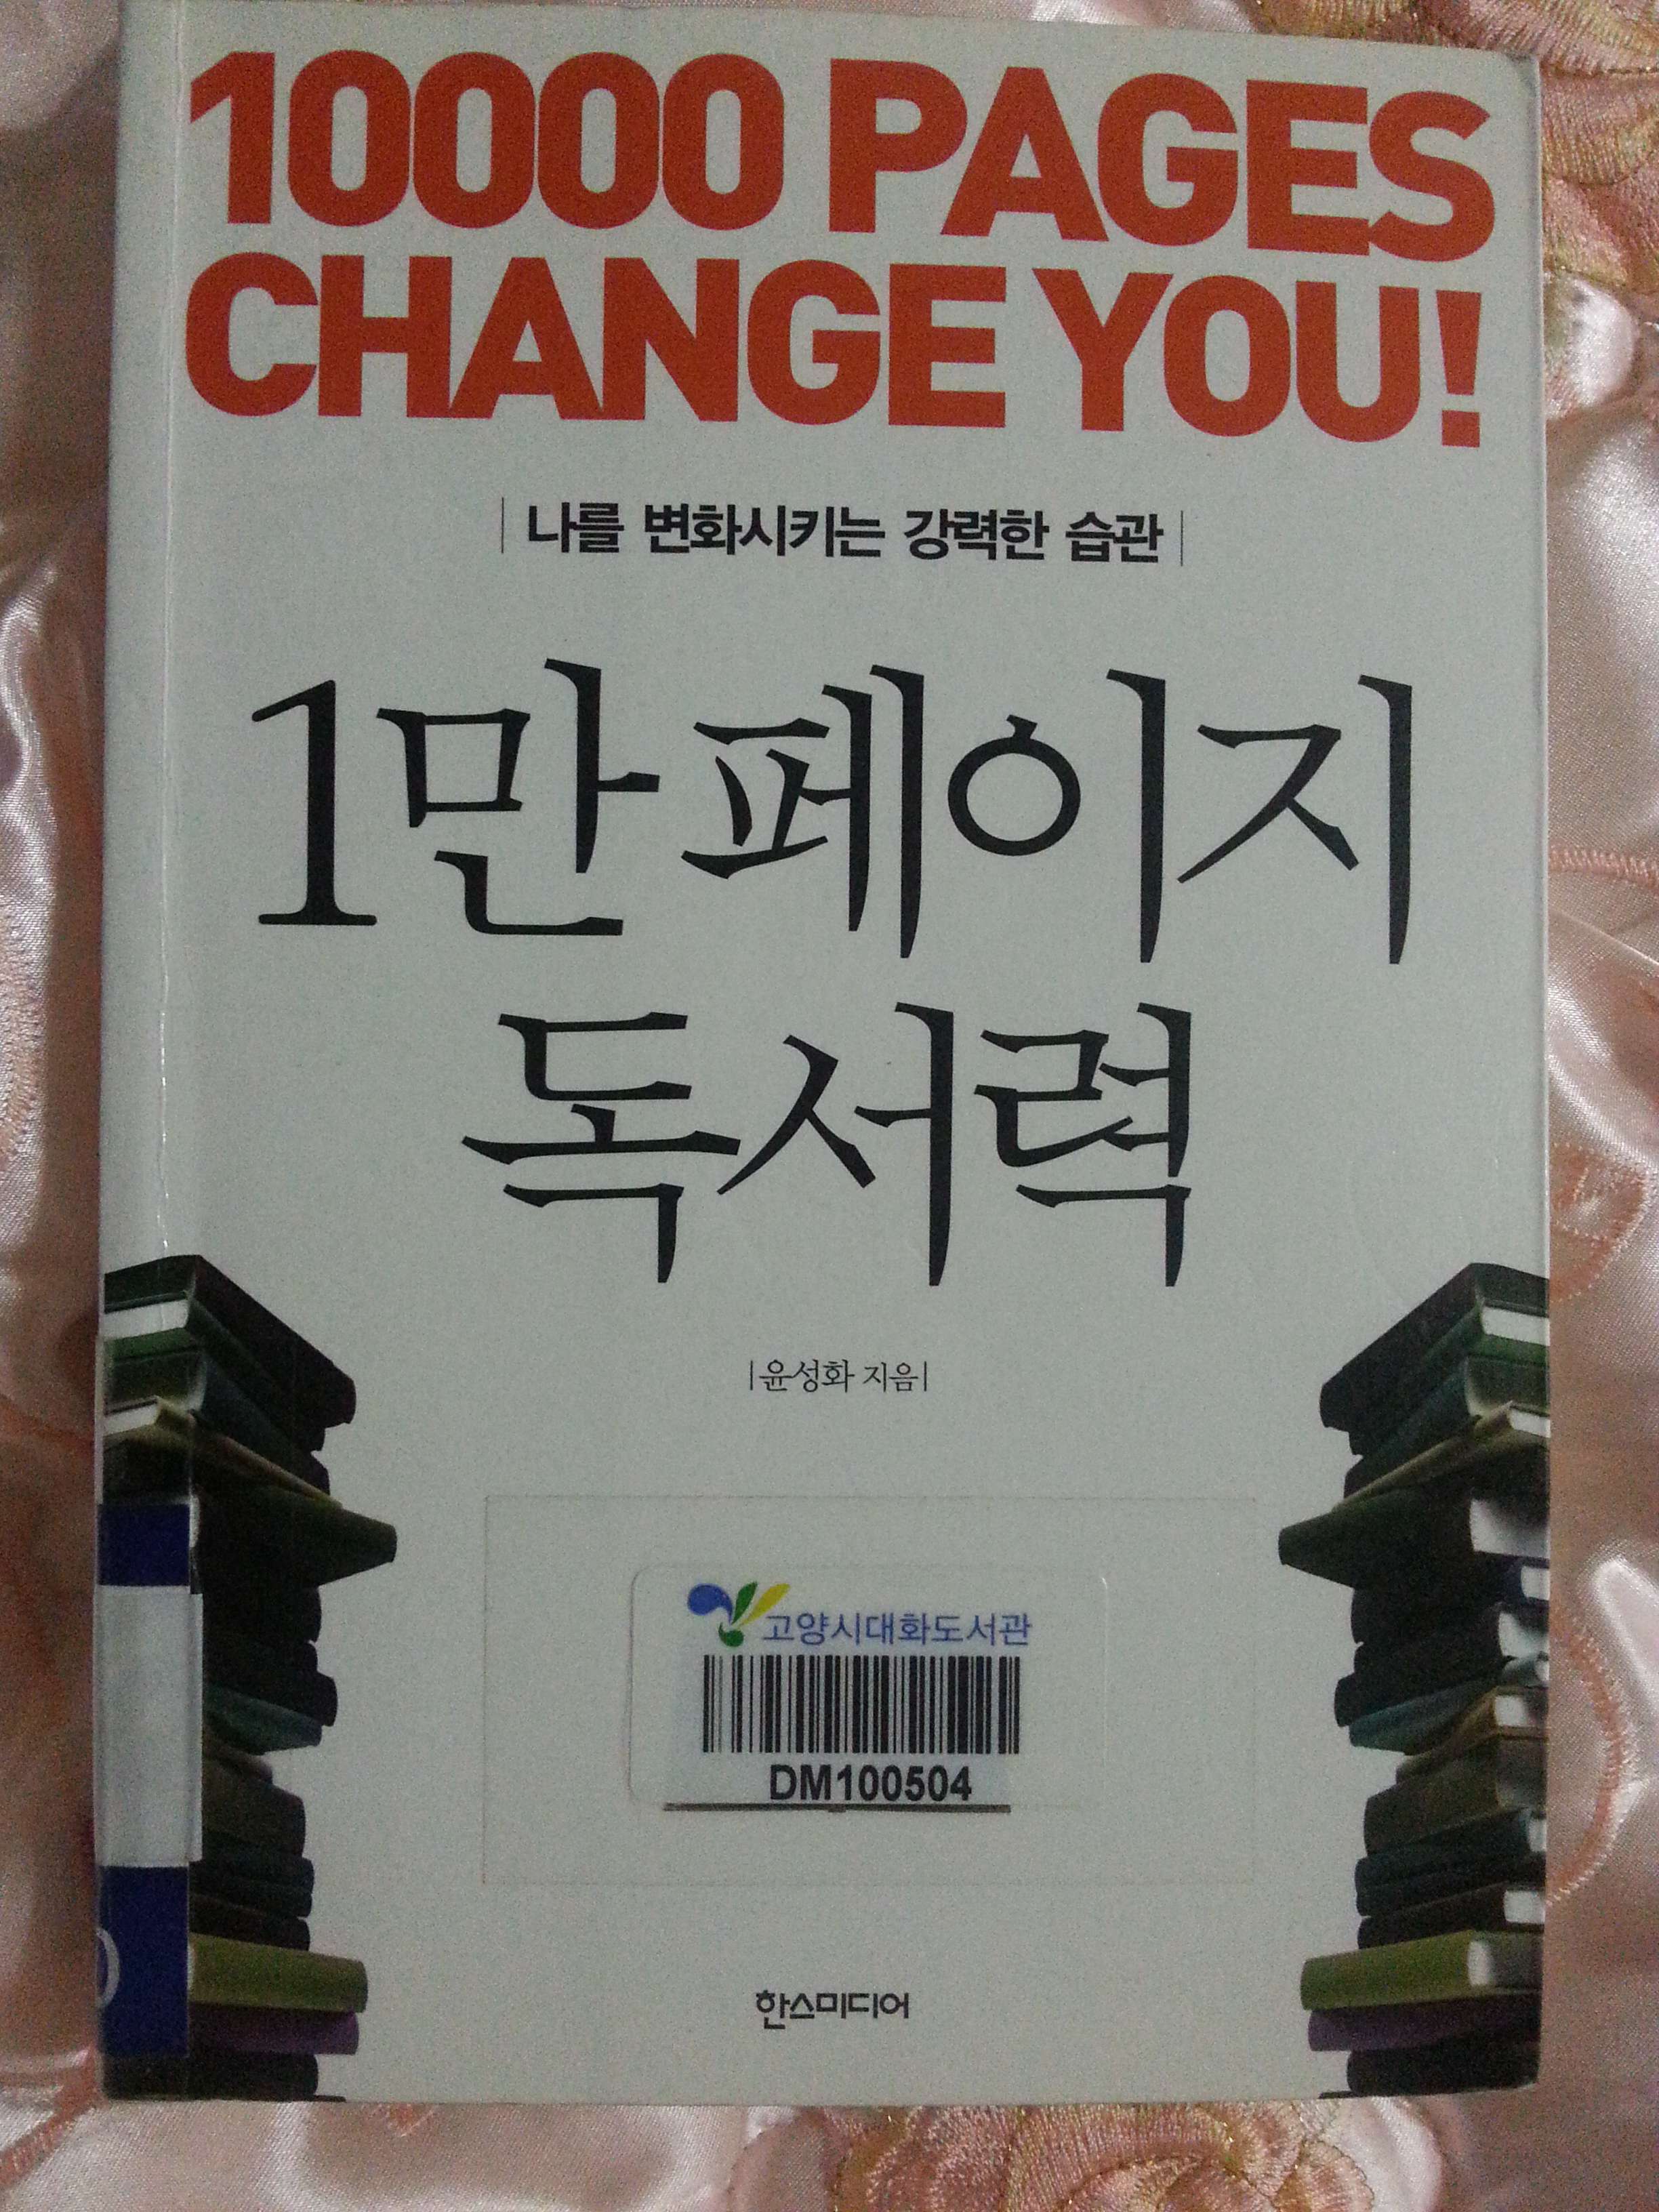 10000 PAGES
CHANGE YOU!
나를 변화시키는 강력한 습관
1만 페이지
독서력
윤성화 지음
고양시대화도서관
DM100504
한스미디어